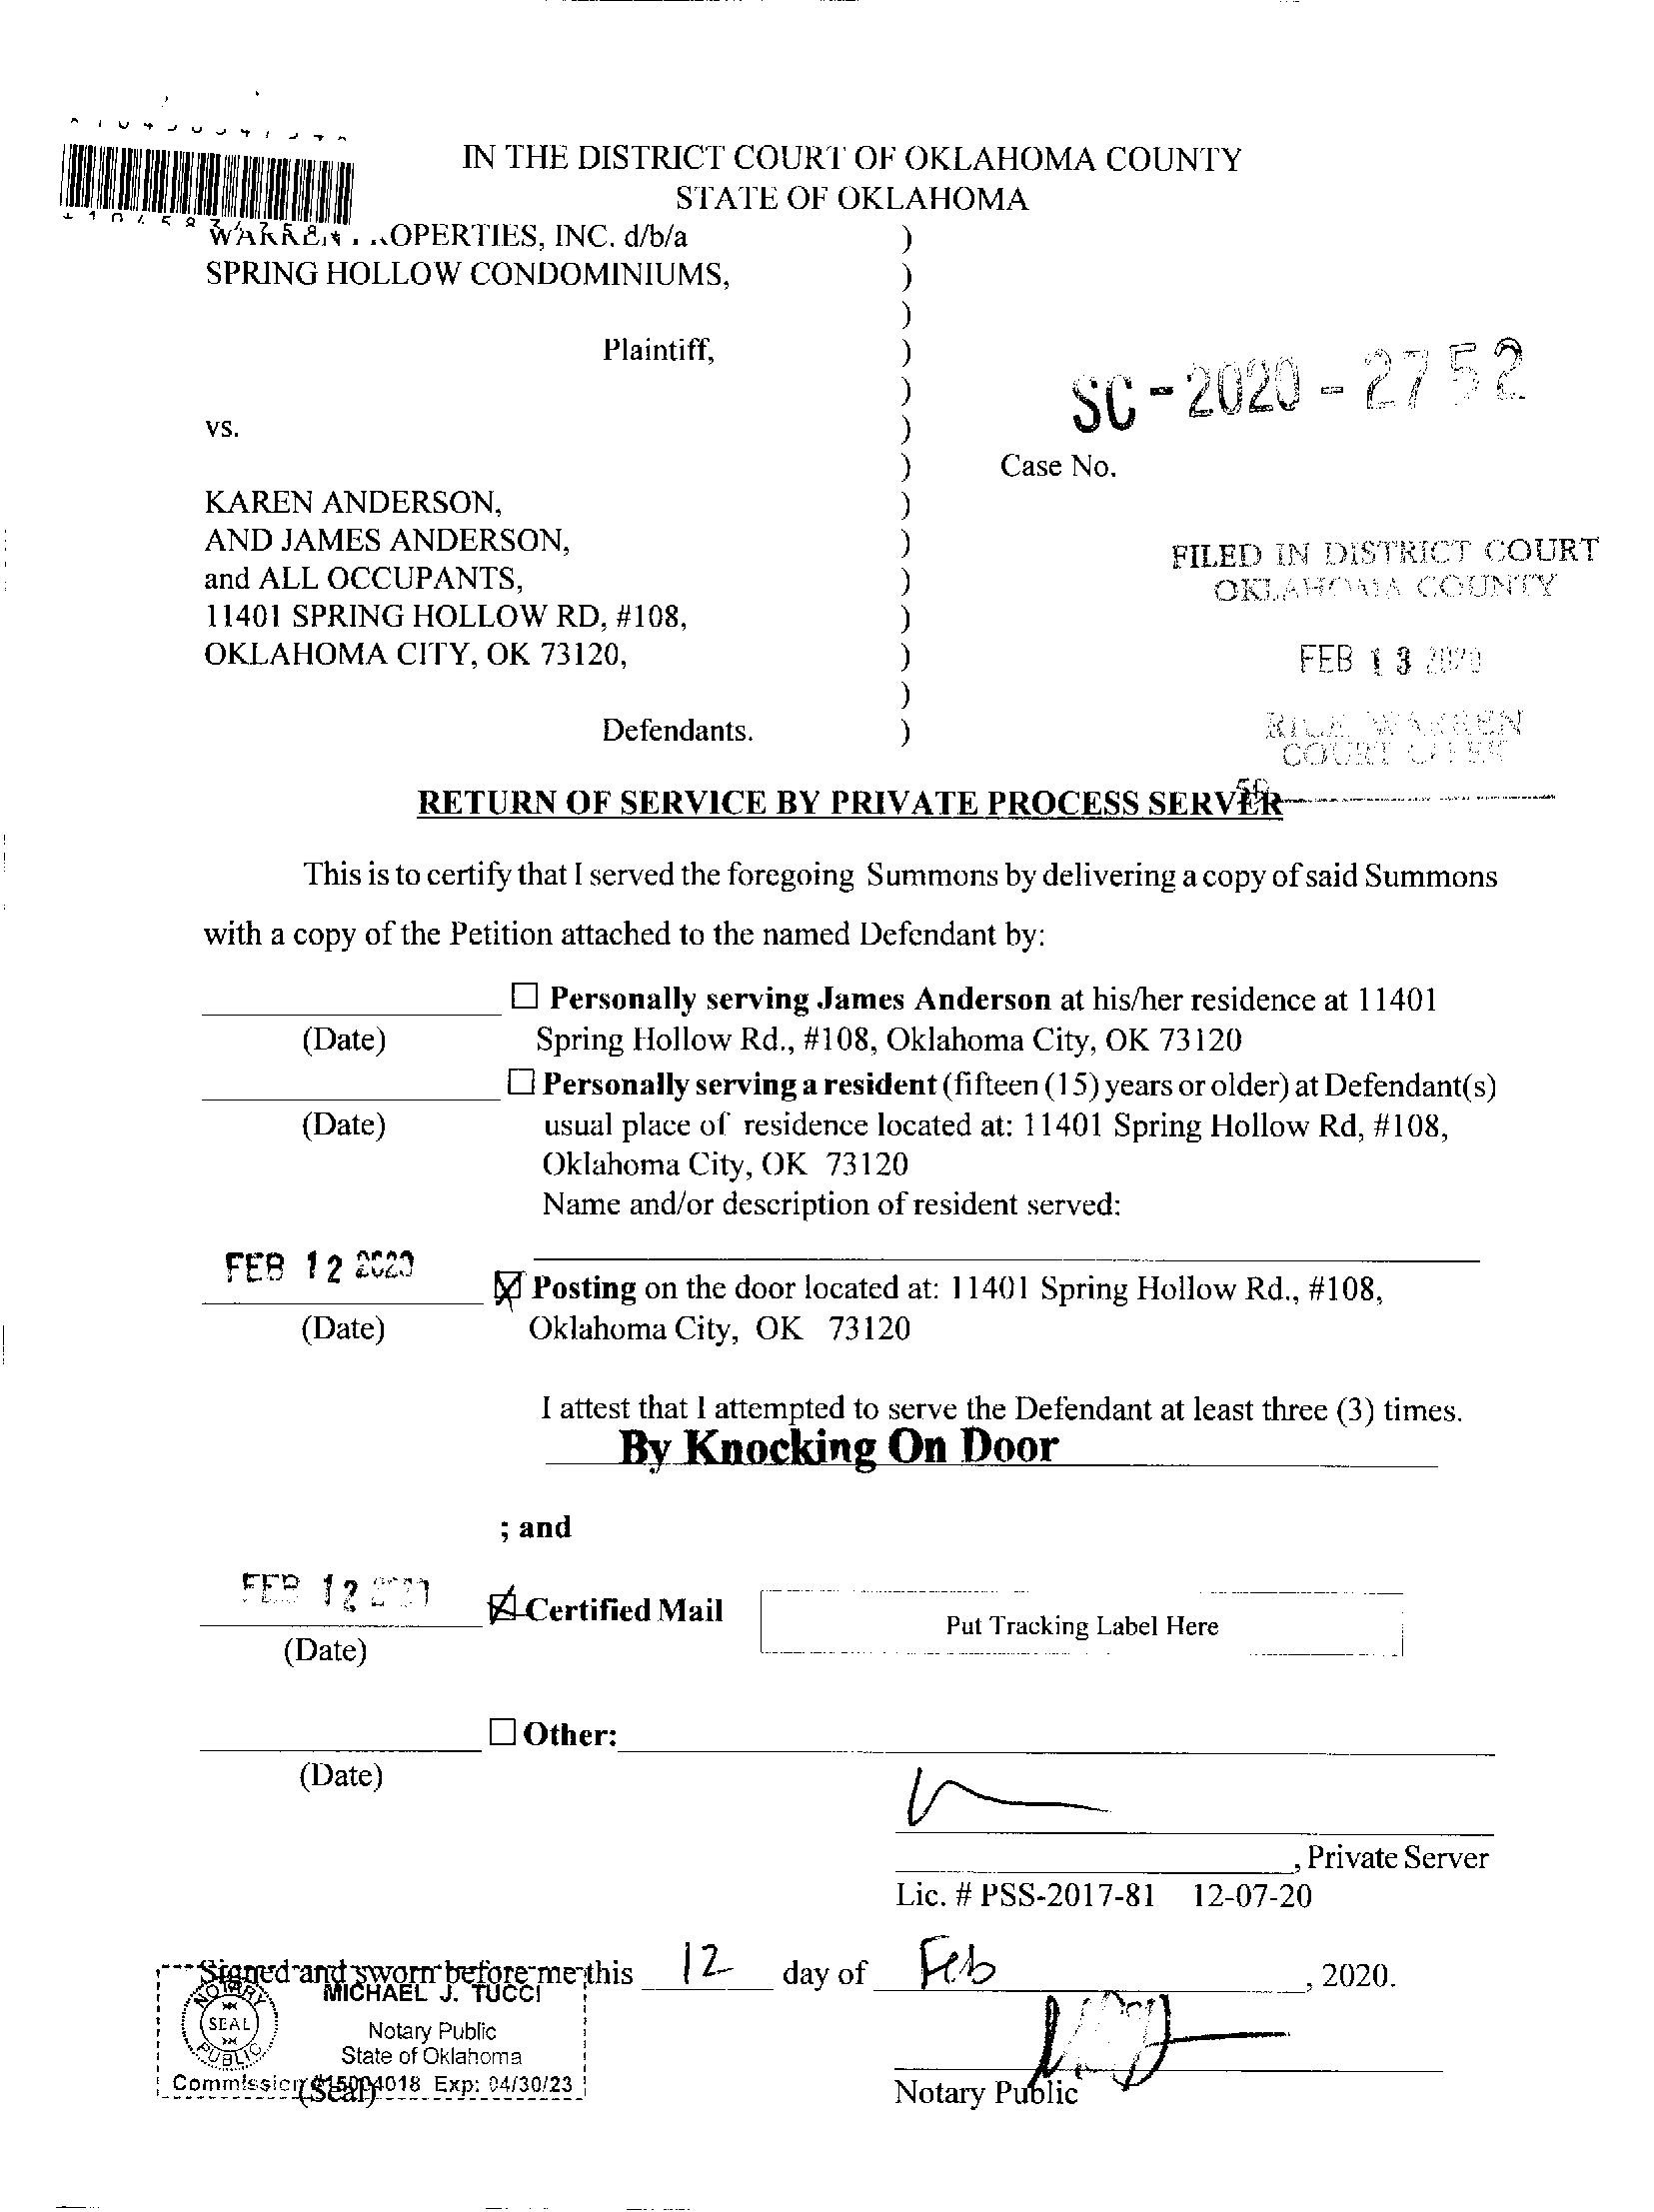 IN THE DISTRICT COURT OF OKLAHOMA COUNTY
STATE OF OKLAHOMA
WARREN PROPERTIES, INC. d/b/a )
SPRING HOLLOW CONDOMINIUMS, )
)
Plaintiff, )
)
SC-2020-2752
vs. )
) Case No.
KAREN ANDERSON, )
AND JAMES ANDERSON, )
FILED IN DISTRICT COURT
and ALL OCCUPANTS, )
OKLAHOMA COUNTY
11401 SPRING HOLLOW RD, #108, )
OKLAHOMA CITY, OK 73120, )
FEB 13 2020
)
Defendants. )
RICK WARREN
COURT CLERK
RETURN OF SERVICE BY PRIVATE PROCESS SERVER
This is to certify that I served the foregoing Summons by delivering a copy of said Summons
with a copy of the Petition attached to the named Defendant by:
☐ Personally serving James Anderson at his/her residence at 11401
(Date) Spring Hollow Rd., #108, Oklahoma City, OK 73120
☐ Personally serving a resident (fifteen (15) years or older) at Defendant(s)
(Date) usual place of residence located at: 11401 Spring Hollow Rd, #108,
Oklahoma City, OK 73120
Name and/or description of resident served:
FEB 12 2020
☒ Posting on the door located at: 11401 Spring Hollow Rd., #108,
(Date) Oklahoma City, OK 73120
I attest that I attempted to serve the Defendant at least three (3) times.
By Knocking On Door
; and
FEB 12
☒ Certified Mail Put Tracking Label Here
(Date)
☐ Other:
(Date)
, Private Server
Lic. # PSS-2017-81 12-07-20
Signed and sworn before me this 12 day of Feb, 2020.
MICHAEL J. TUCCI
NOTARY PUBLIC
SEAL
Notary Public
State of Oklahoma
Commission #15004018 Exp: 04/30/23
(Seal)
Notary Public